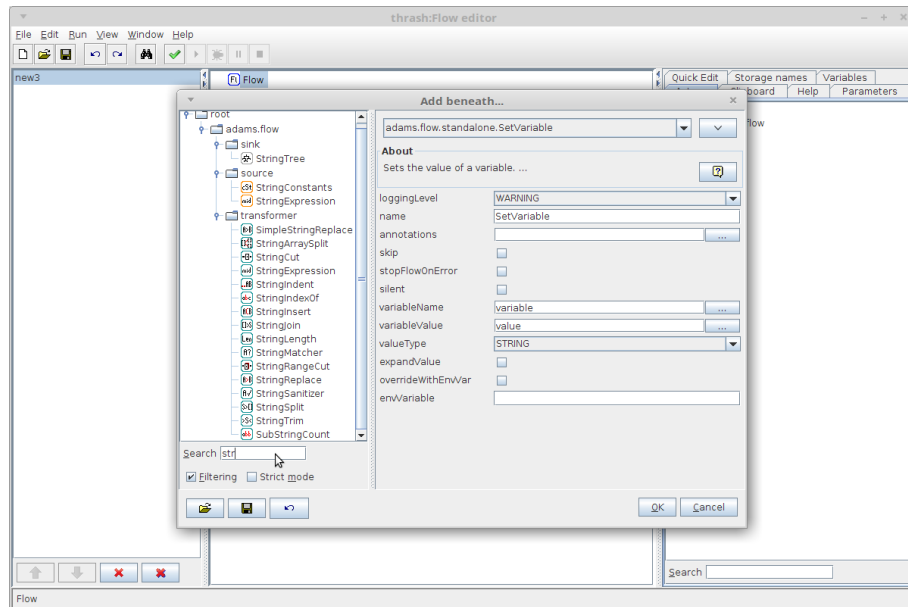 thrash:Flow editor
File Edit Run View Window Help
new3
Flow
Quick Edit Storage names Variables
Help Parameters
Add beneath...
root
adams.flow
sink
StringTree
source
StringConstants
StringExpression
transformer
SimpleStringReplace
StringArraySplit
StringCut
StringExpression
StringIndent
StringIndexOf
StringInsert
StringJoin
StringLength
StringMatcher
StringRangeCut
StringReplace
StringSanitizer
StringSplit
StringTrim
SubStringCount
Search str
Filtering Strict mode
adams.flow.standalone.SetVariable
About
Sets the value of a variable. ...
loggingLevel WARNING
name SetVariable
annotations ...
skip
stopFlowOnError
silent
variableName variable ...
variableValue value ...
valueType STRING
expandValue
overrideWithEnvVar
envVariable
OK Cancel
Search
Flow